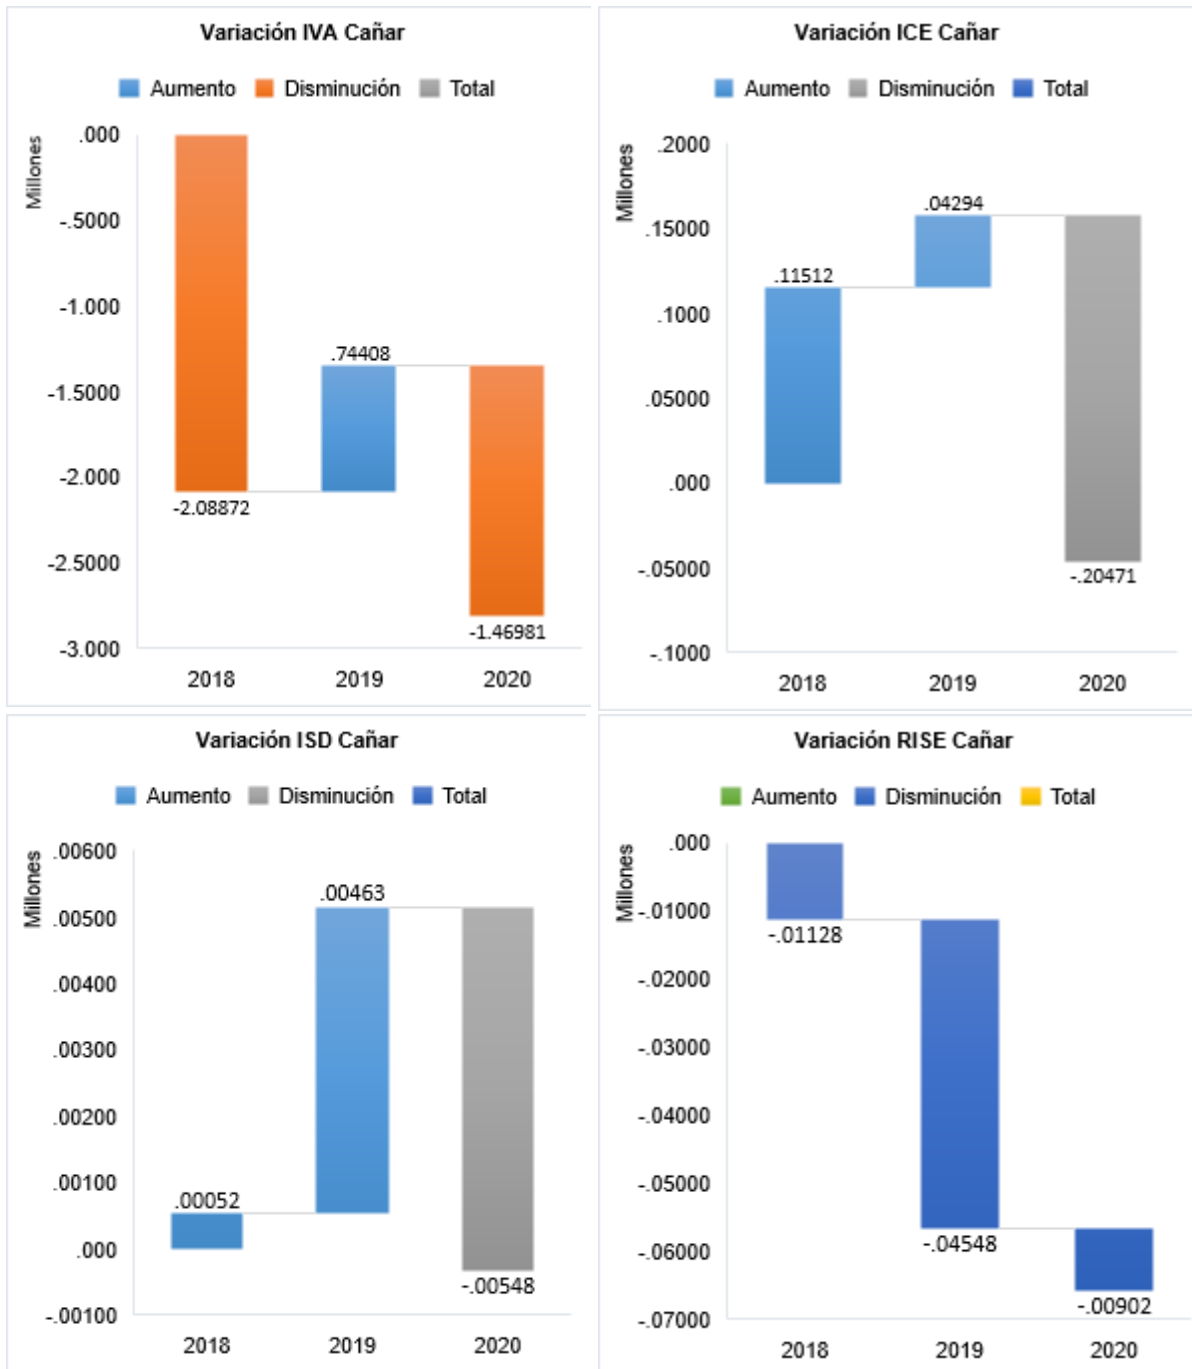 Variación IVA Cañar
Aumento Disminución Total
Millones
.000
-.5000
-1.000
-1.5000
-2.000
-2.5000
-3.000
-2.08872
.74408
-1.46981
2018 2019 2020
Variación ICE Cañar
Aumento Disminución Total
Millones
.2000
.15000
.1000
.05000
.000
-.05000
-.1000
.11512
.04294
-.20471
2018 2019 2020
Variación ISD Cañar
Aumento Disminución Total
Millones
.00600
.00500
.00400
.00300
.00200
.00100
.000
-.00100
.00052
.00463
-.00548
2018 2019 2020
Variación RISE Cañar
Aumento Disminución Total
Millones
.000
-.01000
-.02000
-.03000
-.04000
-.05000
-.06000
-.07000
-.01128
-.04548
-.00902
2018 2019 2020